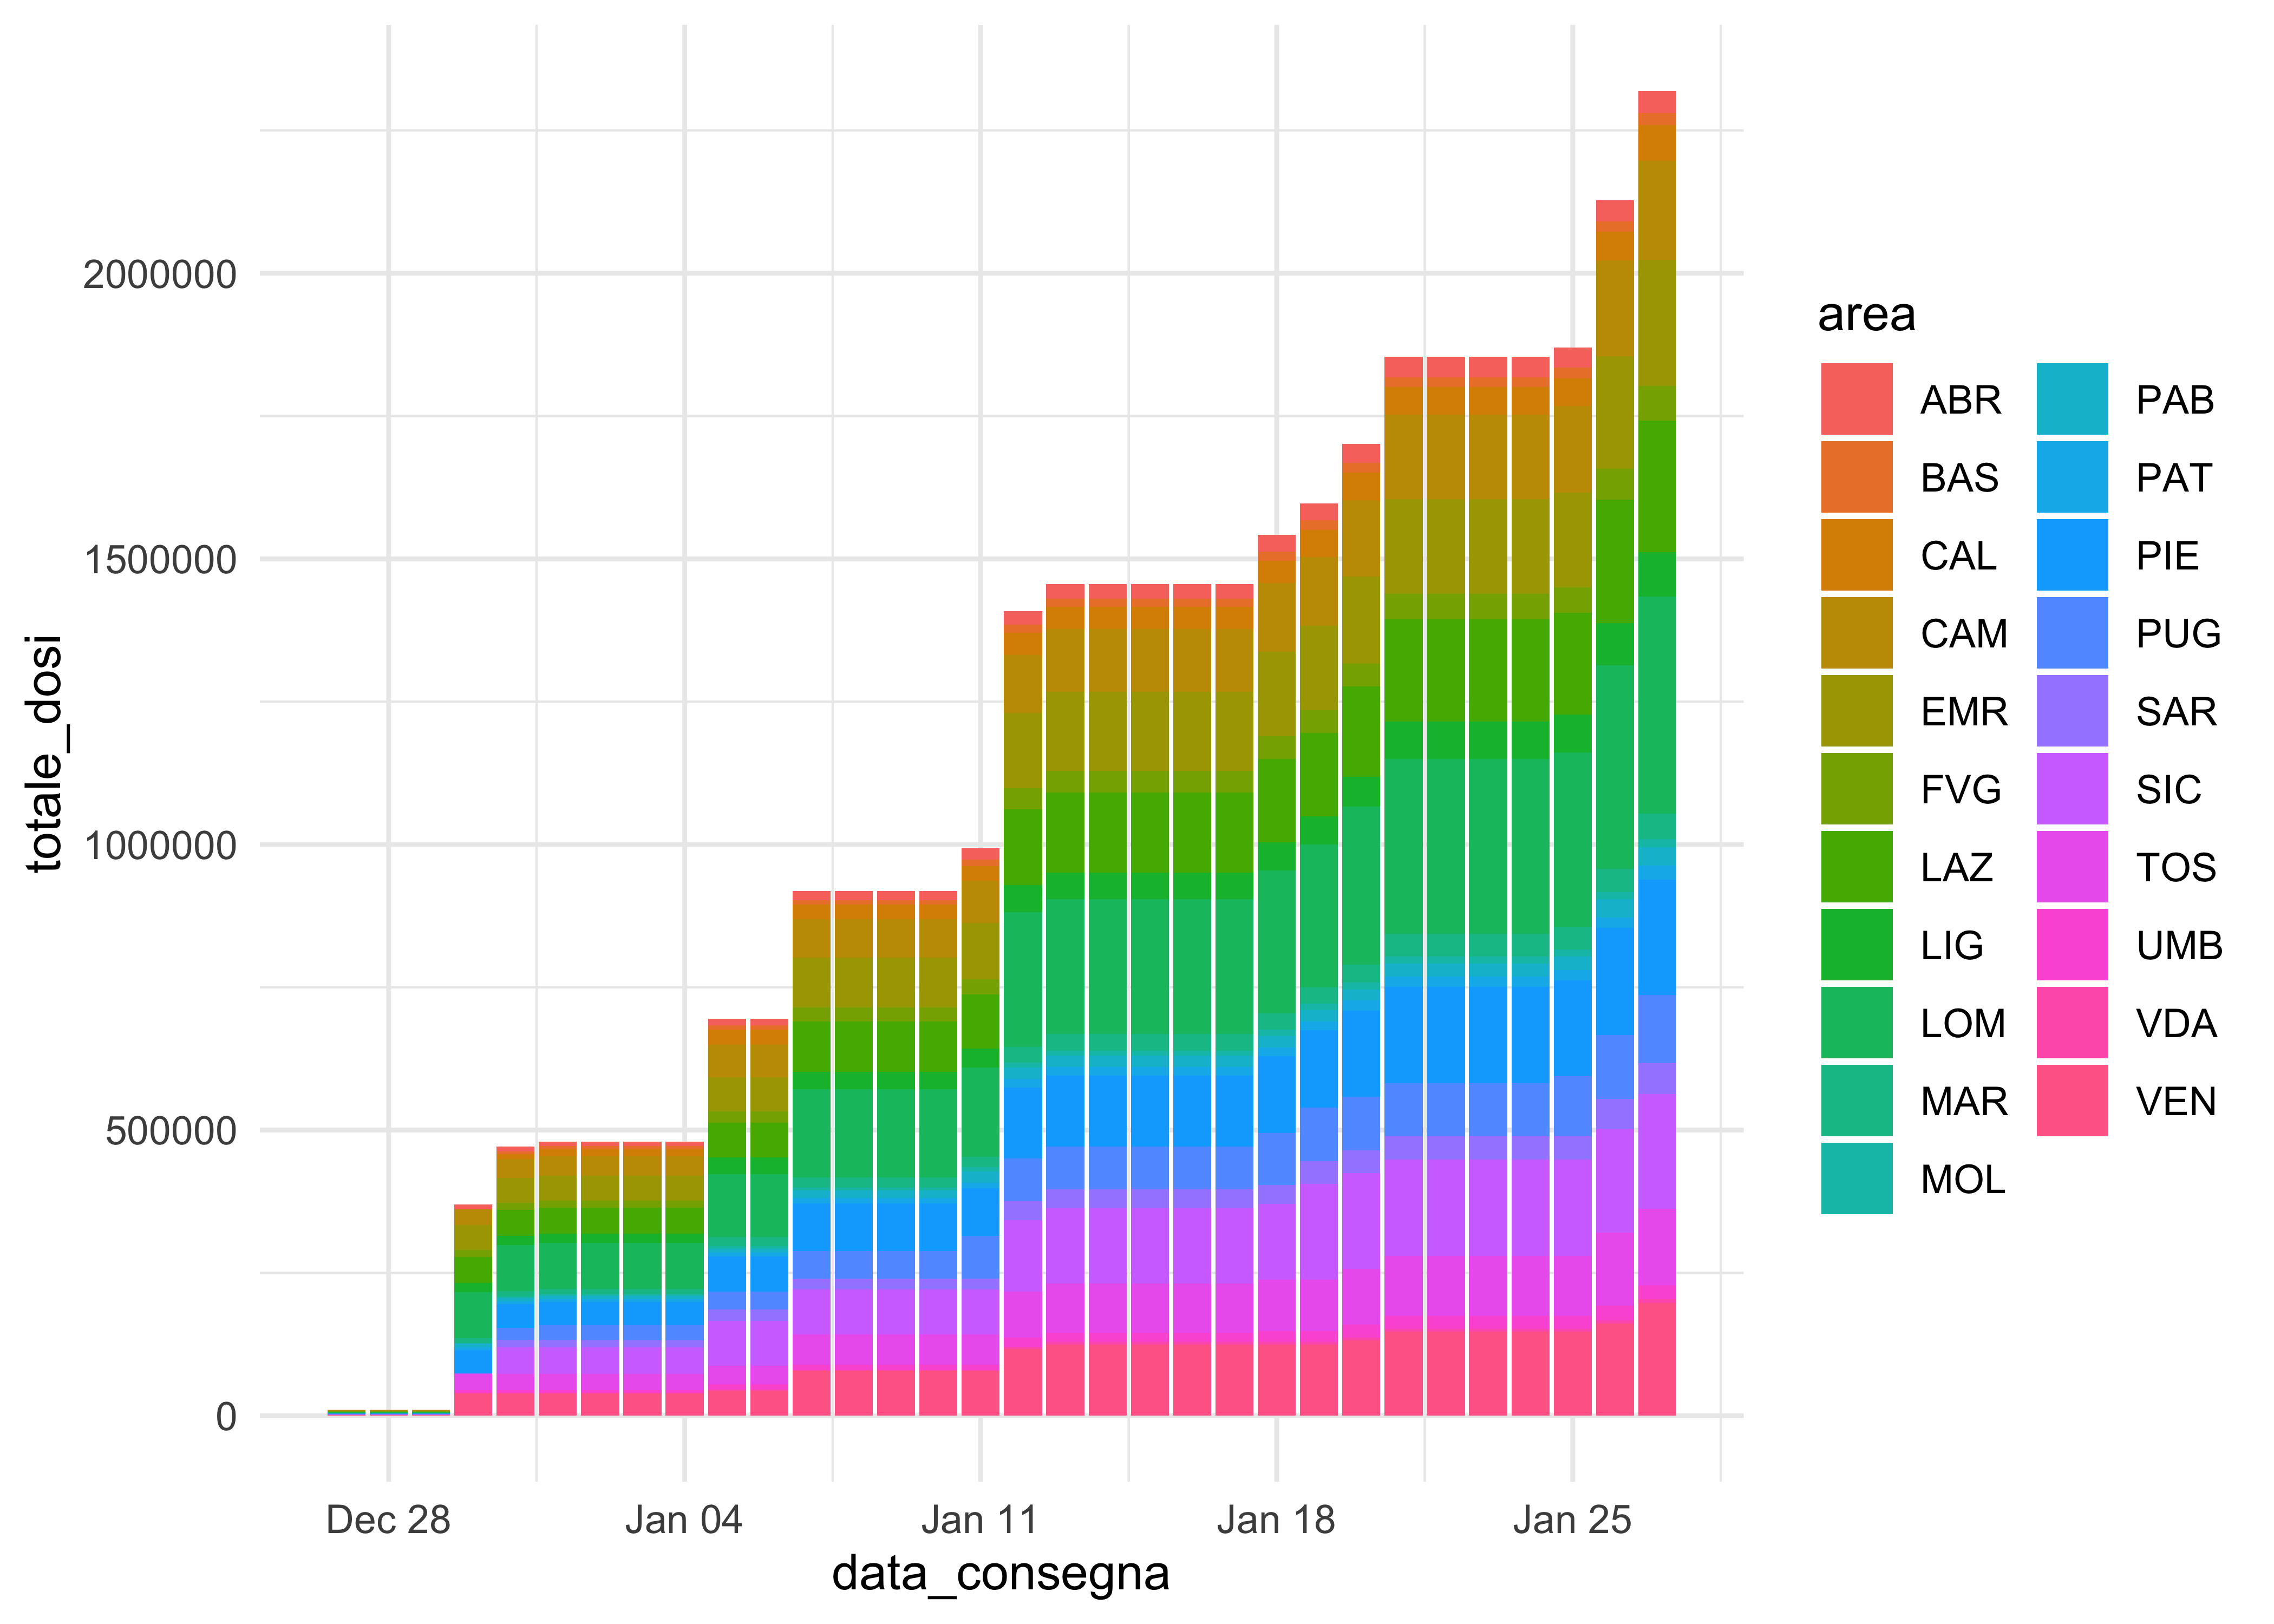 totale_dosi
2000000
1500000
1000000
500000
0
Dec 28
Jan 04
Jan 11
Jan 18
Jan 25
data_consegna
area
ABR
BAS
CAL
CAM
EMR
FVG
LAZ
LIG
LOM
MAR
MOL
PAB
PAT
PIE
PUG
SAR
SIC
TOS
UMB
VDA
VEN